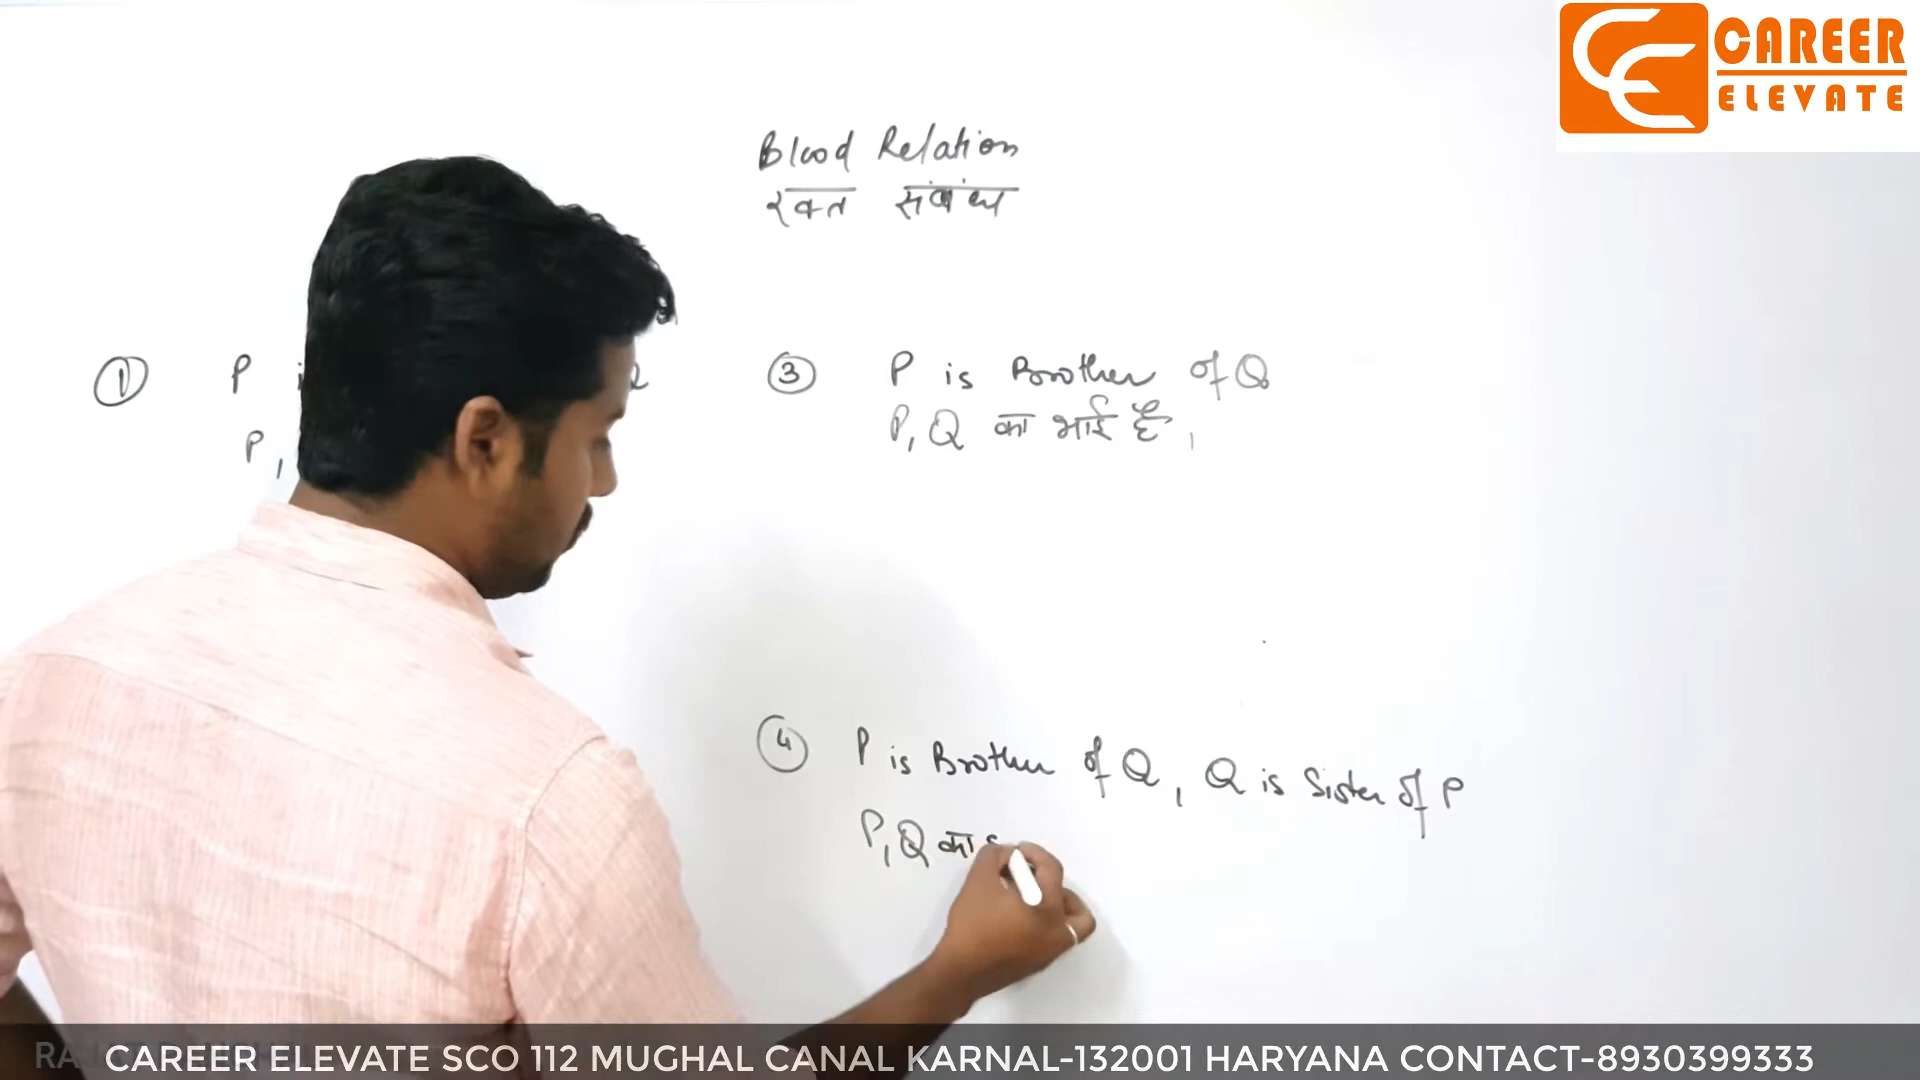 CAREER
ELEVATE
Blood Relation
रक्त संबंध
① P
P,
③ P is Brother of Q
P, Q का भाई है,
④ P is Brother of Q, Q is Sister of P
P, Q का
CAREER ELEVATE SCO 112 MUGHAL CANAL KARNAL-132001 HARYANA CONTACT-8930399333